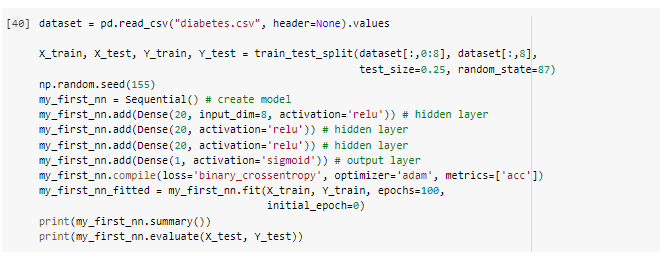 [40] dataset = pd.read_csv("diabetes.csv", header=None).values
X_train, X_test, Y_train, Y_test = train_test_split(dataset[:,0:8], dataset[:,8],
test_size=0.25, random_state=87)
np.random.seed(155)
my_first_nn = Sequential() # create model
my_first_nn.add(Dense(20, input_dim=8, activation='relu')) # hidden layer
my_first_nn.add(Dense(20, activation='relu')) # hidden layer
my_first_nn.add(Dense(20, activation='relu')) # hidden layer
my_first_nn.add(Dense(1, activation='sigmoid')) # output layer
my_first_nn.compile(loss='binary_crossentropy', optimizer='adam', metrics=['acc'])
my_first_nn_fitted = my_first_nn.fit(X_train, Y_train, epochs=100,
initial_epoch=0)
print(my_first_nn.summary())
print(my_first_nn.evaluate(X_test, Y_test))